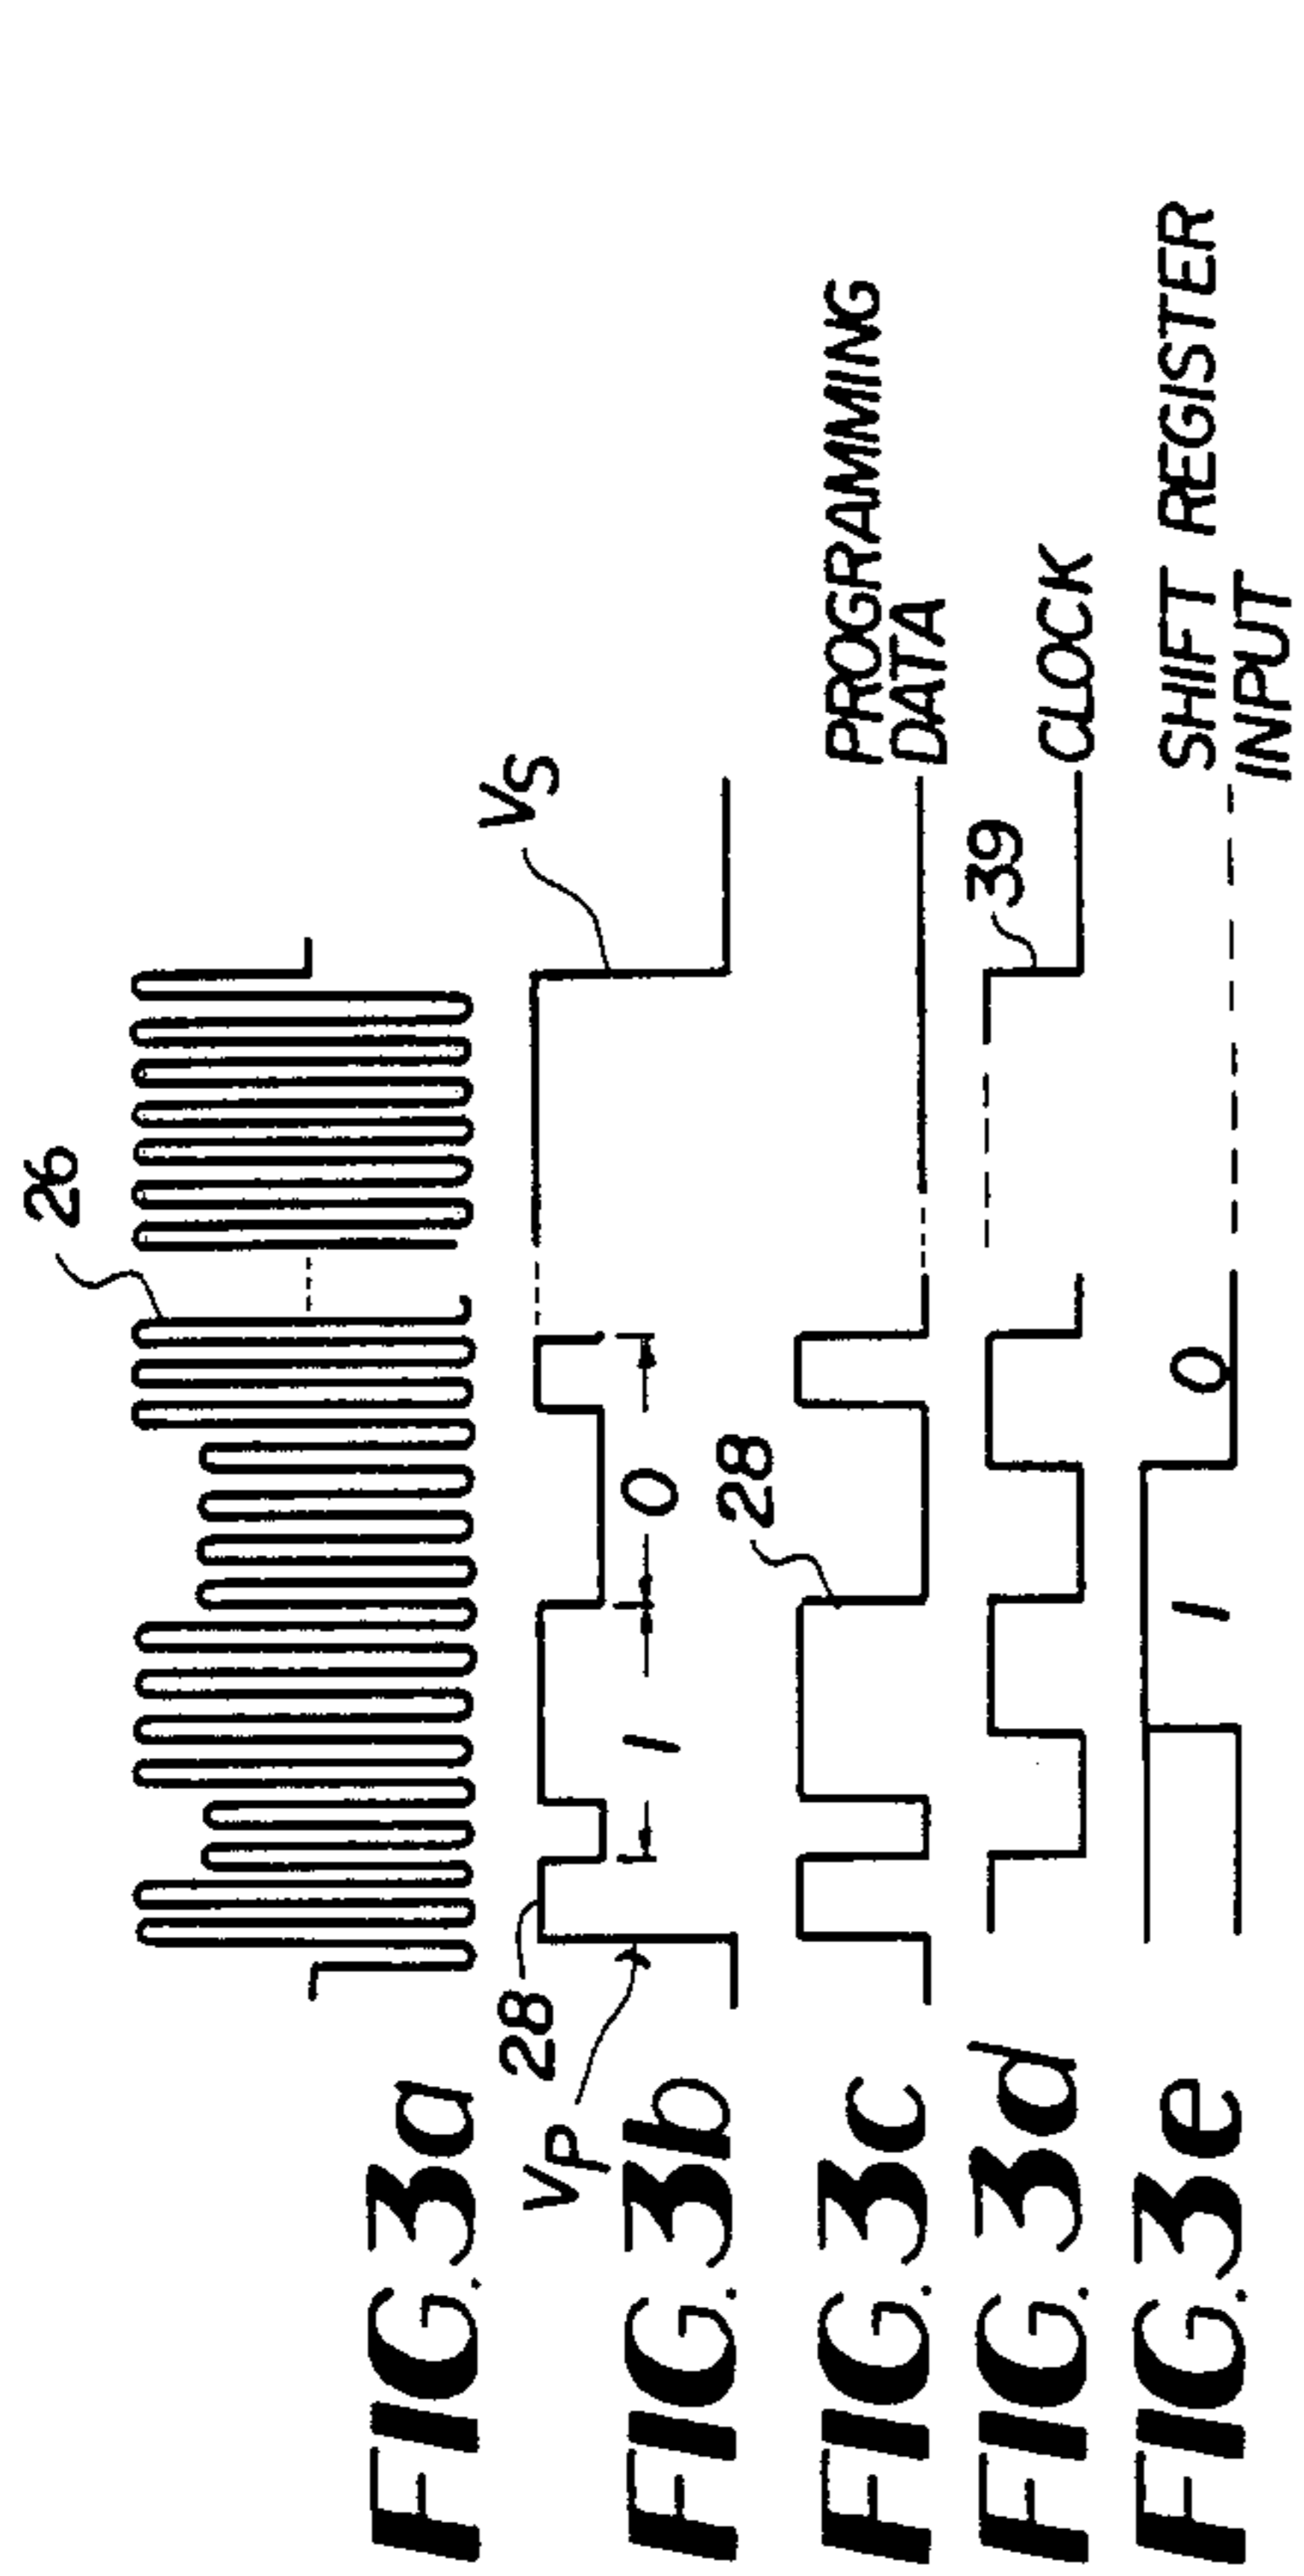 26
FIG. 3a
VS
28
VP
1
0
FIG. 3b
28
PROGRAMMING
DATA
FIG. 3c
39
CLOCK
FIG. 3d
1
0
SHIFT REGISTER
INPUT
FIG. 3e